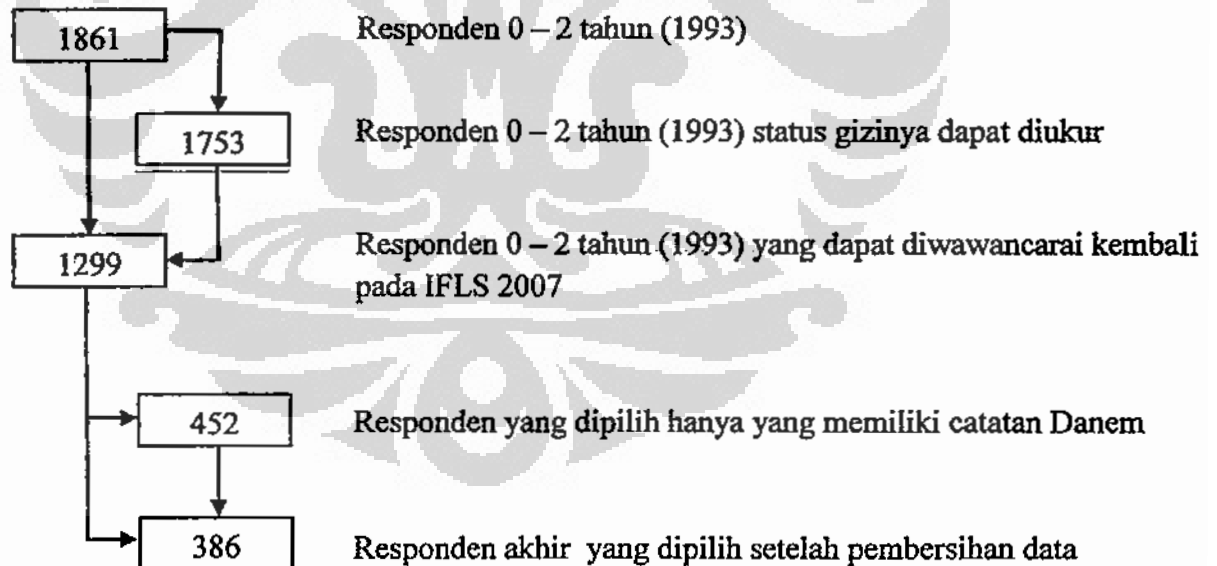 1861 Responden 0 – 2 tahun (1993)
1753 Responden 0 – 2 tahun (1993) status gizinya dapat diukur
1299 Responden 0 – 2 tahun (1993) yang dapat diwawancarai kembali
pada IFLS 2007
452 Responden yang dipilih hanya yang memiliki catatan Danem
386 Responden akhir yang dipilih setelah pembersihan data